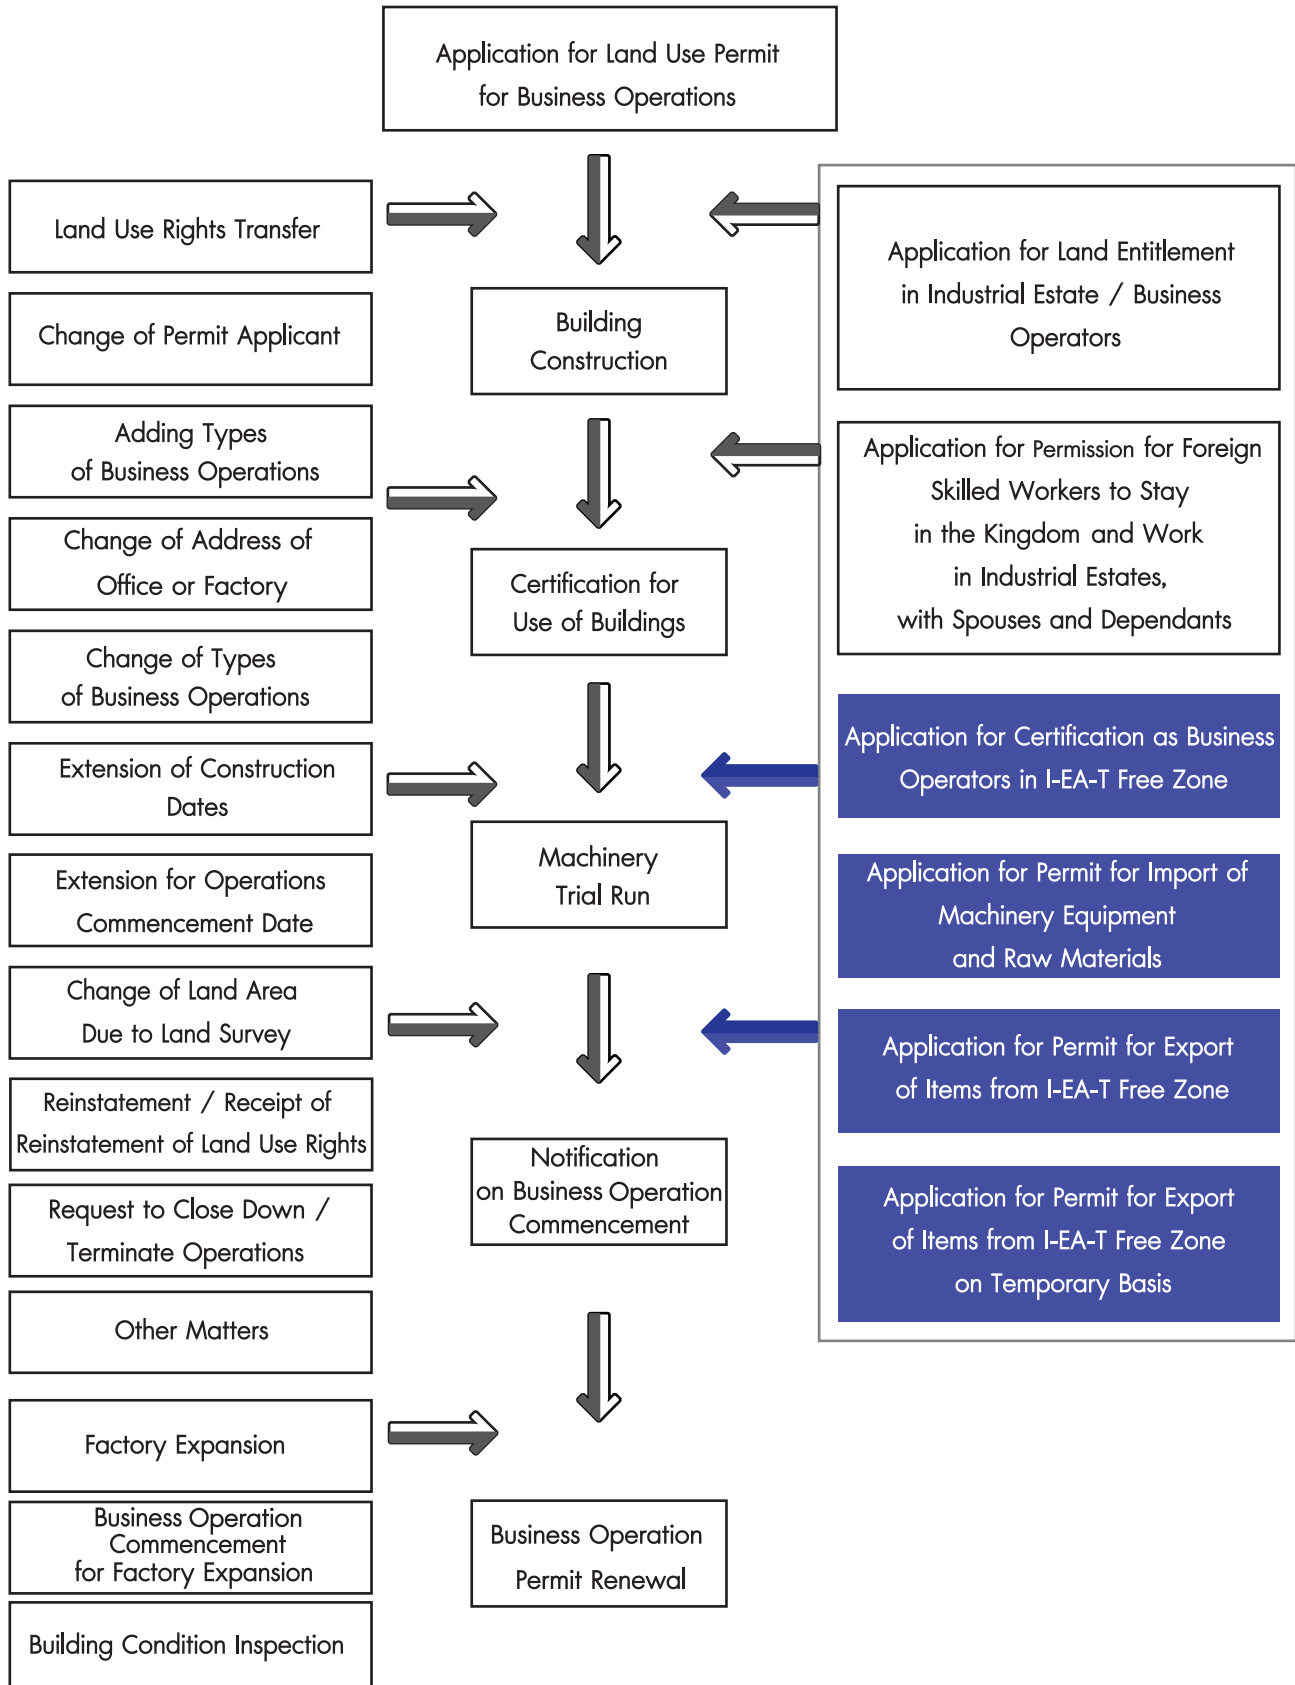 Application for Land Use Permit
for Business Operations
Land Use Rights Transfer
Change of Permit Applicant
Adding Types
of Business Operations
Change of Address of
Office or Factory
Change of Types
of Business Operations
Extension of Construction
Dates
Extension for Operations
Commencement Date
Change of Land Area
Due to Land Survey
Reinstatement / Receipt of
Reinstatement of Land Use Rights
Request to Close Down /
Terminate Operations
Other Matters
Factory Expansion
Business Operation
Commencement
for Factory Expansion
Building Condition Inspection
Building
Construction
Certification for
Use of Buildings
Machinery
Trial Run
Notification
on Business Operation
Commencement
Business Operation
Permit Renewal
Application for Land Entitlement
in Industrial Estate / Business
Operators
Application for Permission for Foreign
Skilled Workers to Stay
in the Kingdom and Work
in Industrial Estates,
with Spouses and Dependants
Application for Certification as Business
Operators in I-EA-T Free Zone
Application for Permit for Import of
Machinery Equipment
and Raw Materials
Application for Permit for Export
of Items from I-EA-T Free Zone
Application for Permit for Export
of Items from I-EA-T Free Zone
on Temporary Basis